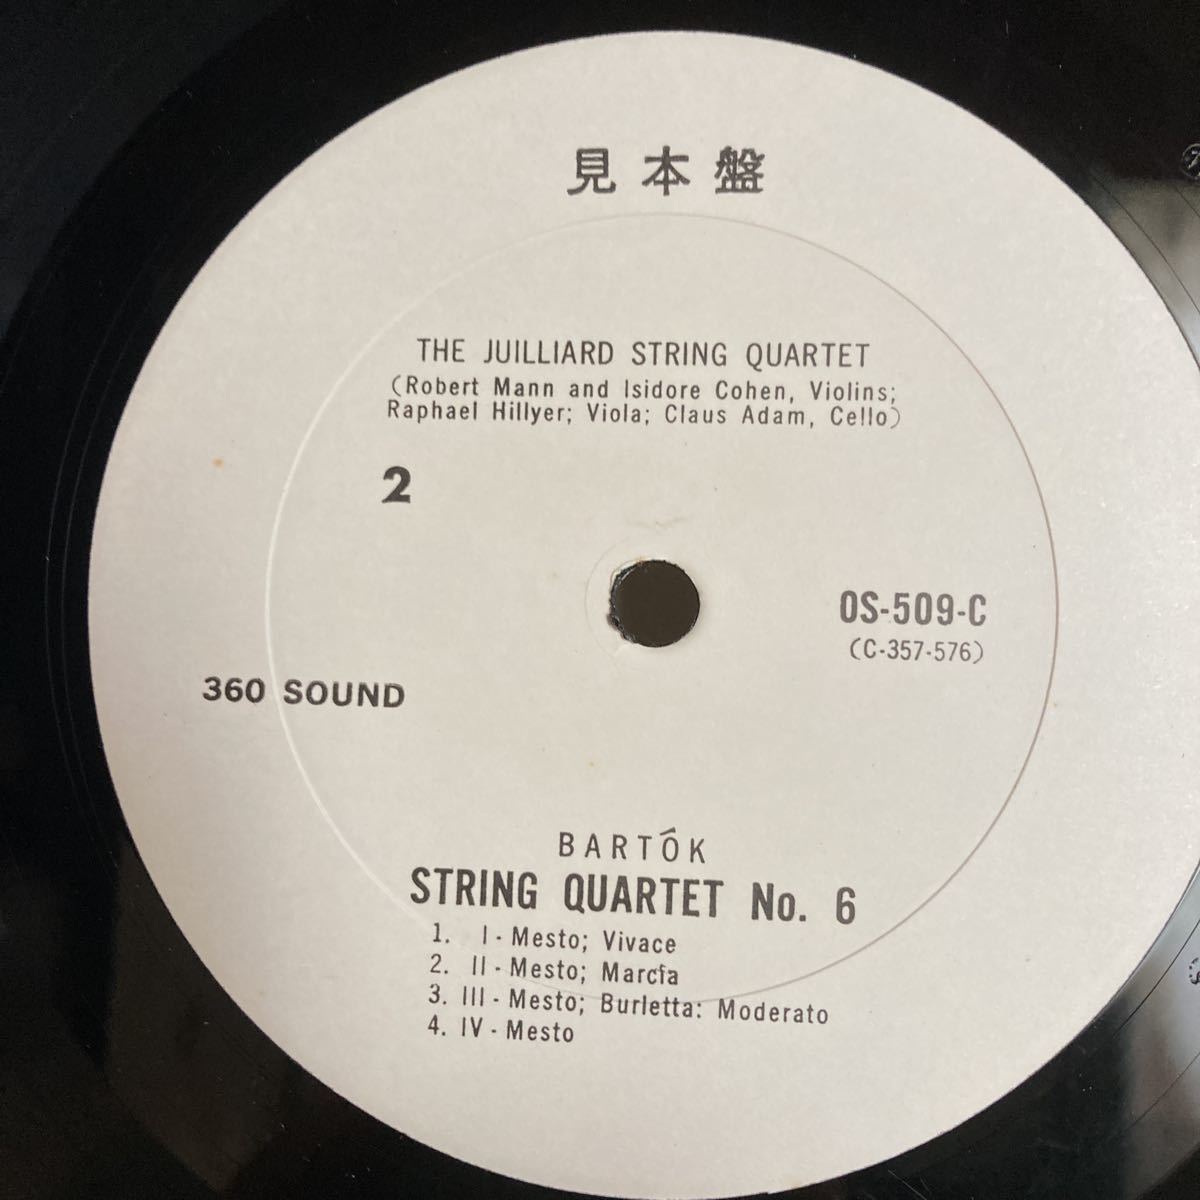 見本盤
THE JUILLIARD STRING QUARTET
(Robert Mann and Isidore Cohen, Violins;
Raphael Hillyer; Viola; Claus Adam, Cello)
2
OS-509-C
(C-357-576)
360 SOUND
BARTÓK
STRING QUARTET No. 6
1. I - Mesto; Vivace
2. II - Mesto; Marcia
3. III - Mesto; Burletta: Moderato
4. IV - Mesto